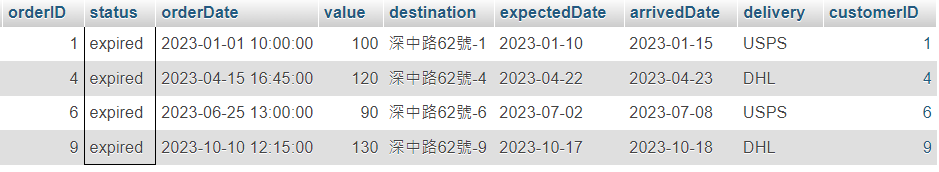 orderID status orderDate value destination expectedDate arrivedDate delivery customerID
1 expired 2023-01-01 10:00:00 100 深中路62號-1 2023-01-10 2023-01-15 USPS 1
4 expired 2023-04-15 16:45:00 120 深中路62號-4 2023-04-22 2023-04-23 DHL 4
6 expired 2023-06-25 13:00:00 90 深中路62號-6 2023-07-02 2023-07-08 USPS 6
9 expired 2023-10-10 12:15:00 130 深中路62號-9 2023-10-17 2023-10-18 DHL 9